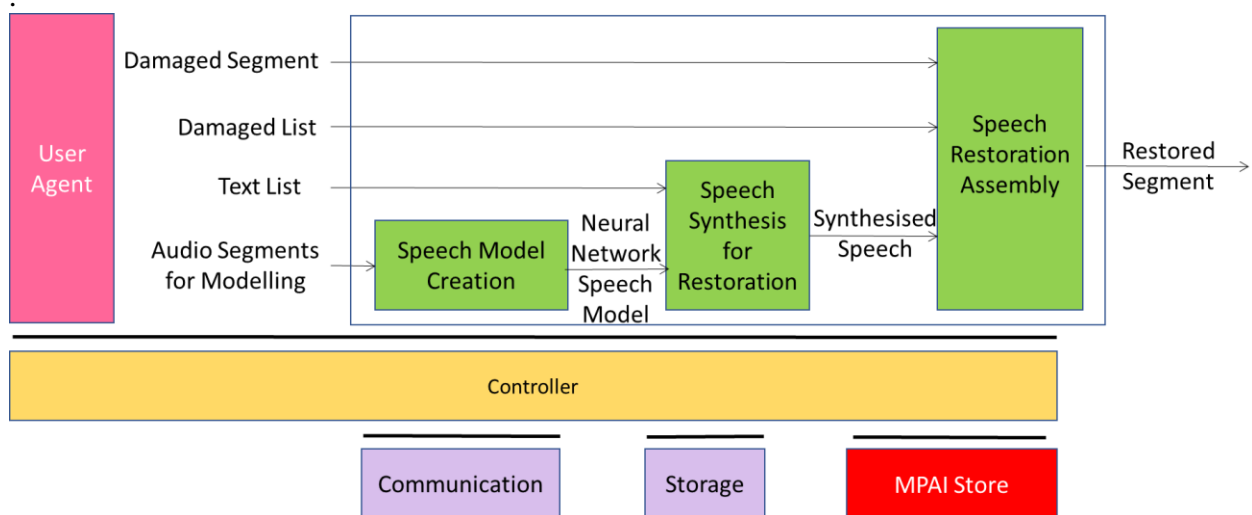 .
Damaged Segment
Damaged List
Text List
Audio Segments
for Modelling
User
Agent
Speech Model
Creation
Neural
Network
Speech
Model
Speech
Synthesis
for
Restoration
Synthesised
Speech
Speech
Restoration
Assembly
Restored
Segment
Controller
Communication
Storage
MPAI Store